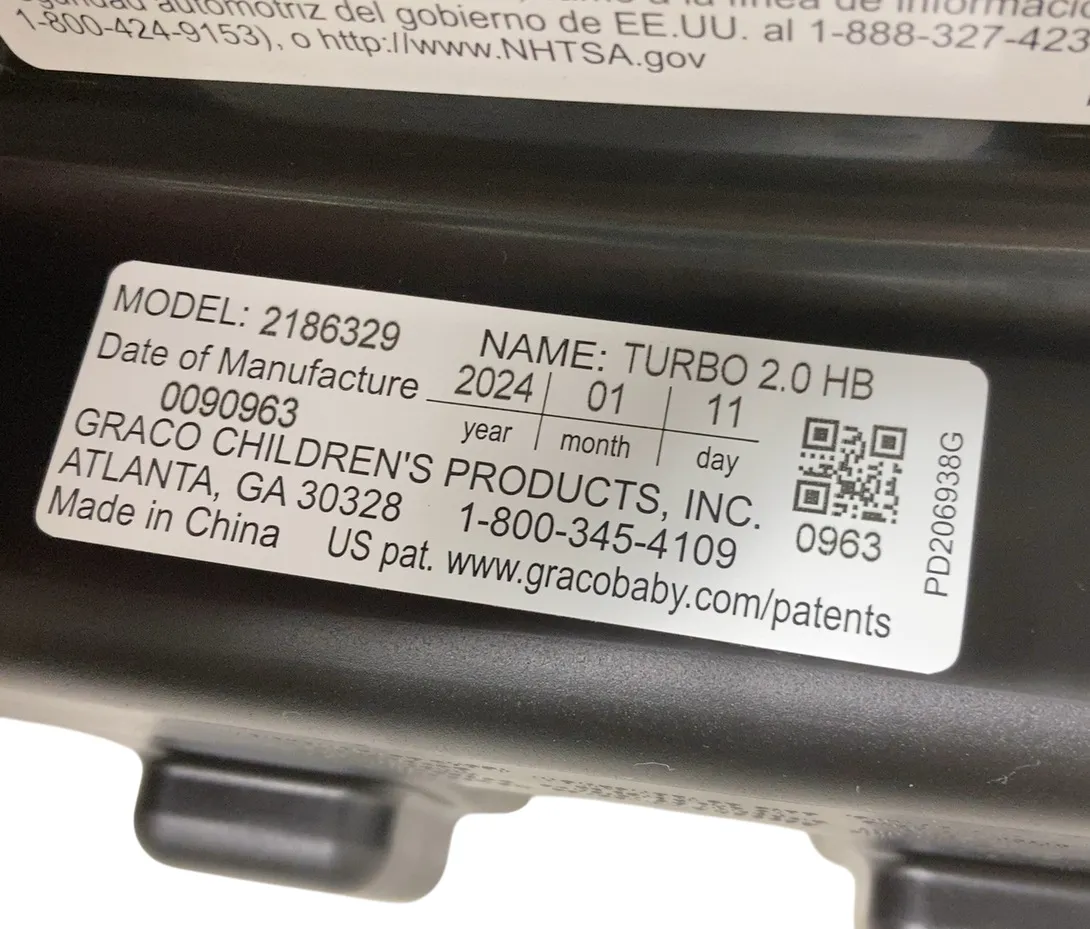 automotriz del gobierno de EE.UU. al 1-888-327-423
1-800-424-9153), o http://www.NHTSA.gov
MODEL: 2186329 NAME: TURBO 2.0 HB
Date of Manufacture 2024 01 11
0090963 year month day
GRACO CHILDREN'S PRODUCTS, INC.
ATLANTA, GA 30328 1-800-345-4109
Made in China US pat. www.gracobaby.com/patents
0963
PD206938G